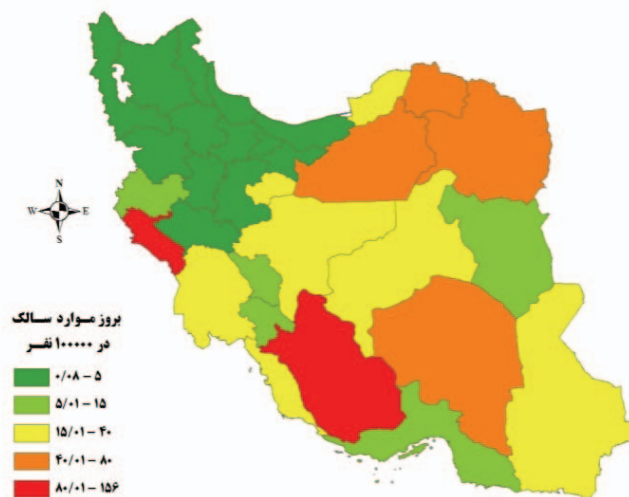 N
W E
S
بروز موارد سالک
در ۱۰۰۰۰۰ نفر
۰/۰۸ - ۵
۵/۰۱ - ۱۵
۱۵/۰۱ - ۴۰
۴۰/۰۱ - ۸۰
۸۰/۰۱ - ۱۵۶